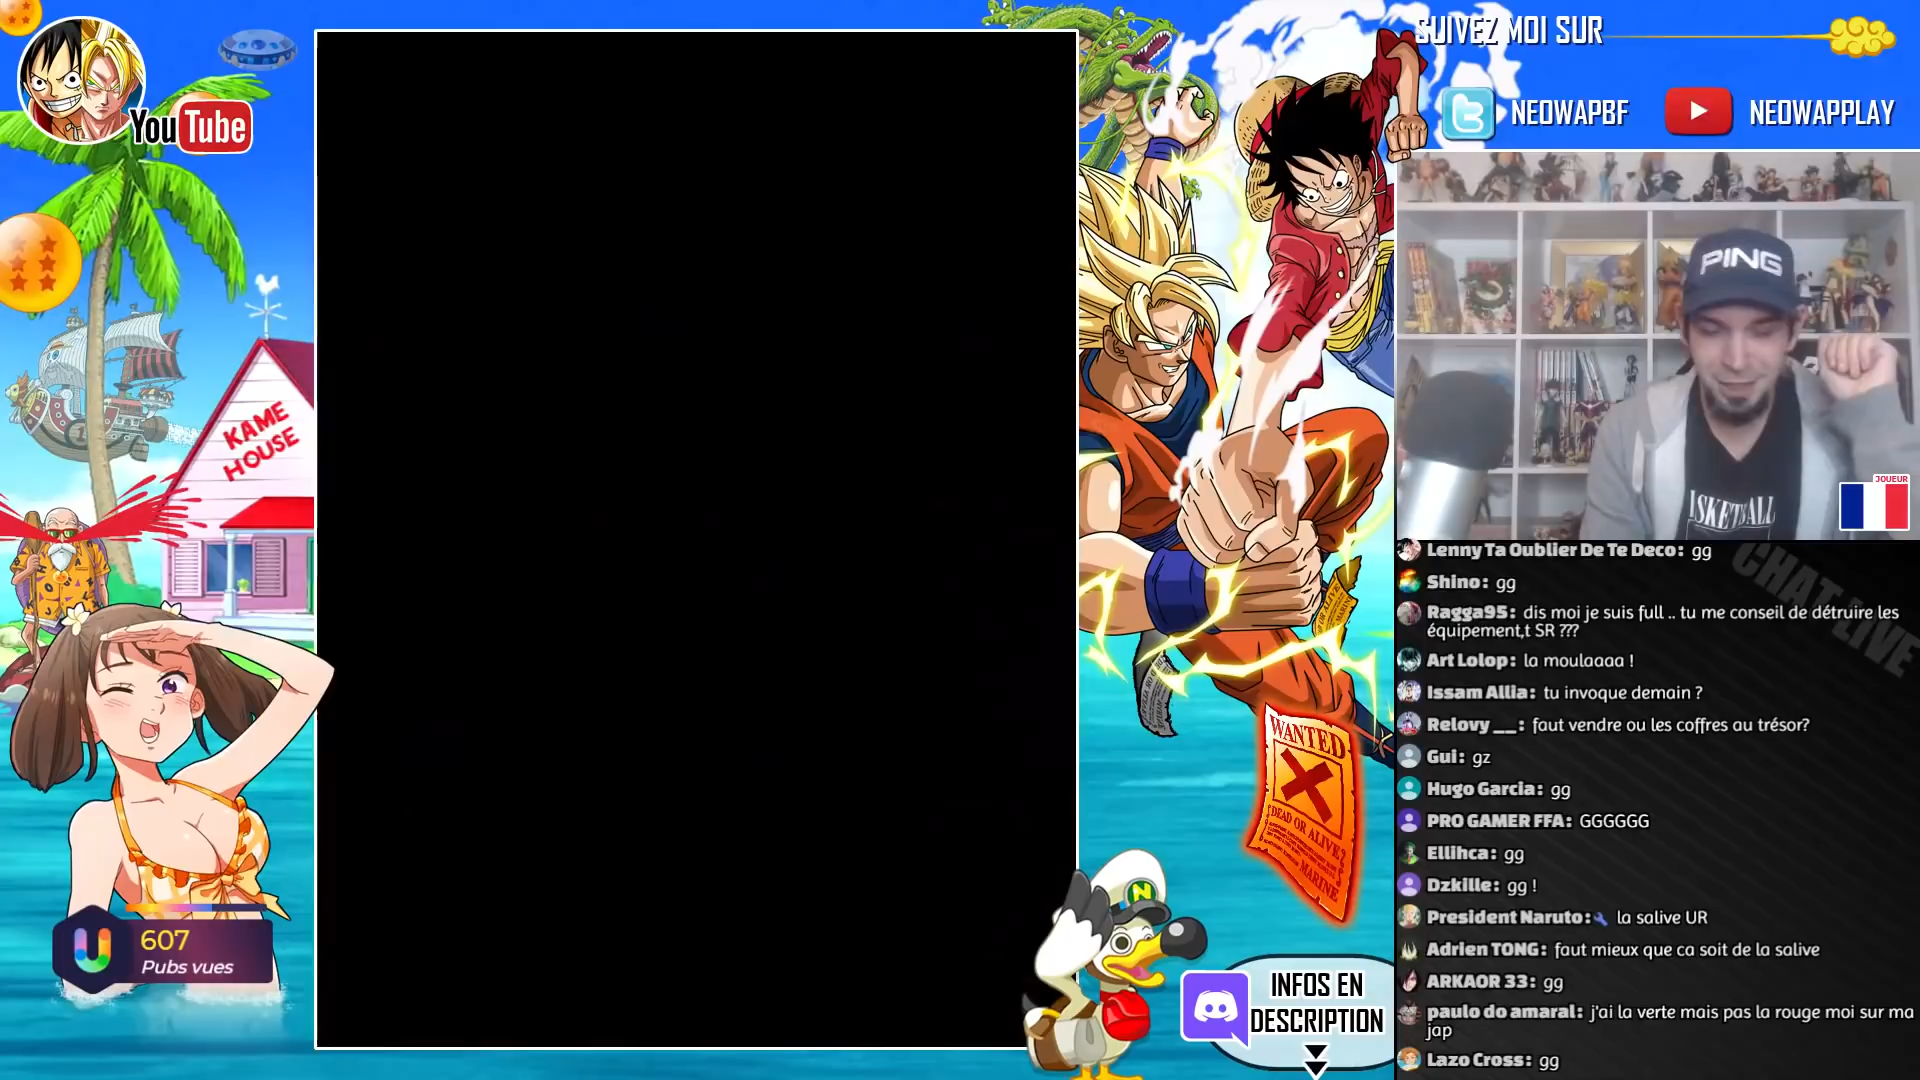 YouTube
SUIVEZ MOI SUR
NEOWAPBF
NEOWAPPLAY
PING
KAME
HOUSE
JOUEUR
CHAT LIVE
Lenny Ta Oublier De Te Deco: gg
Shino: gg
Ragga95: dis moi je suis full .. tu me conseil de détruire les
équipement,t SR ???
Art Lolop: la moulaaaa !
Issam Allia: tu invoque demain ?
Relovy __: faut vendre ou les coffres au trésor?
Gui: gz
Hugo Garcia: gg
PRO GAMER FFA: GGGGGG
Ellihca: gg
Dzkille: gg !
President Naruto: la salive UR
Adrien TONG: faut mieux que ca soit de la salive
ARKAOR 33: gg
paulo do amaral: j'ai la verte mais pas la rouge moi sur ma
jap
Lazo Cross: gg
WANTED
DEAD OR ALIVE?
MARINE
N
607
Pubs vues
INFOS EN
DESCRIPTION